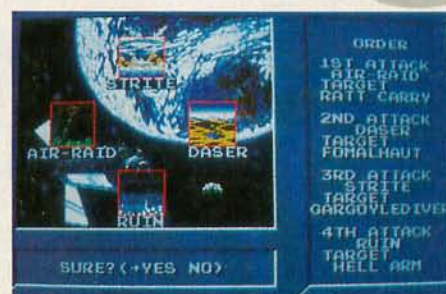 STRITE
AIR-RAID
DASER
RUIN
SURE? (→YES NO)
ORDER
1ST ATTACK
AIR-RAID
TARGET
RATT CARRY
2ND ATTACK
DASER
TARGET
FOMALHAUT
3RD ATTACK
STRITE
TARGET
GARGOYLEDIVER
4TH ATTACK
RUIN
TARGET
HELL ARM